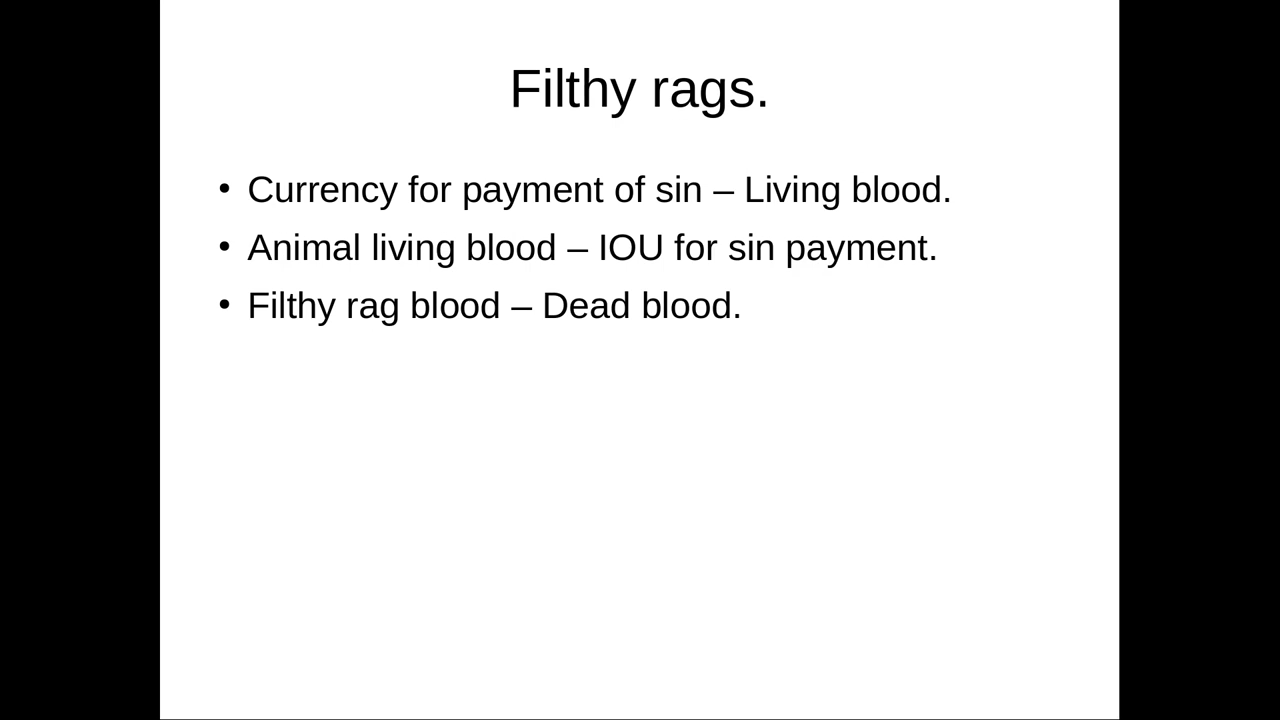 Filthy rags.
• Currency for payment of sin – Living blood.
• Animal living blood – IOU for sin payment.
• Filthy rag blood – Dead blood.